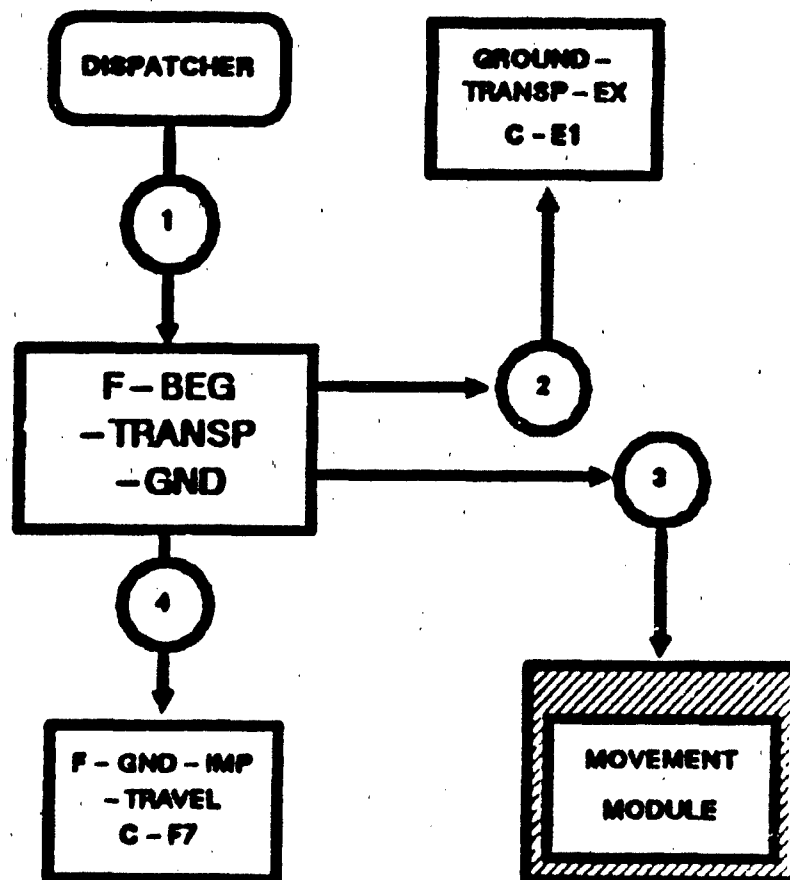 DISPATCHER
GROUND -
TRANSP - EX
C - E1
1
F - BEG
- TRANSP
- GND
2
3
4
F - GND - IMP
- TRAVEL
C - F7
MOVEMENT
MODULE